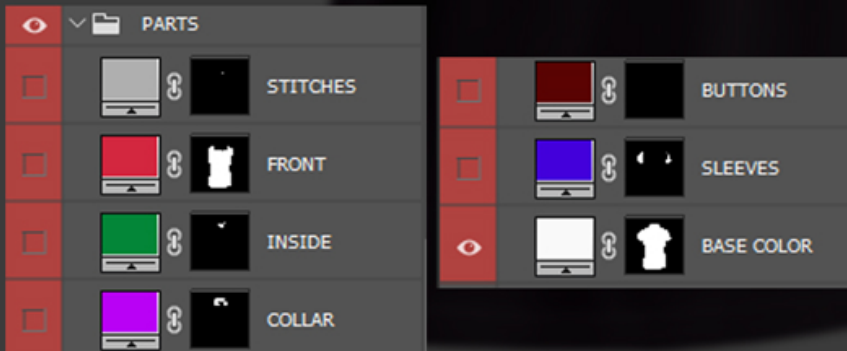 PARTS
STITCHES
FRONT
INSIDE
COLLAR
BUTTONS
SLEEVES
BASE COLOR